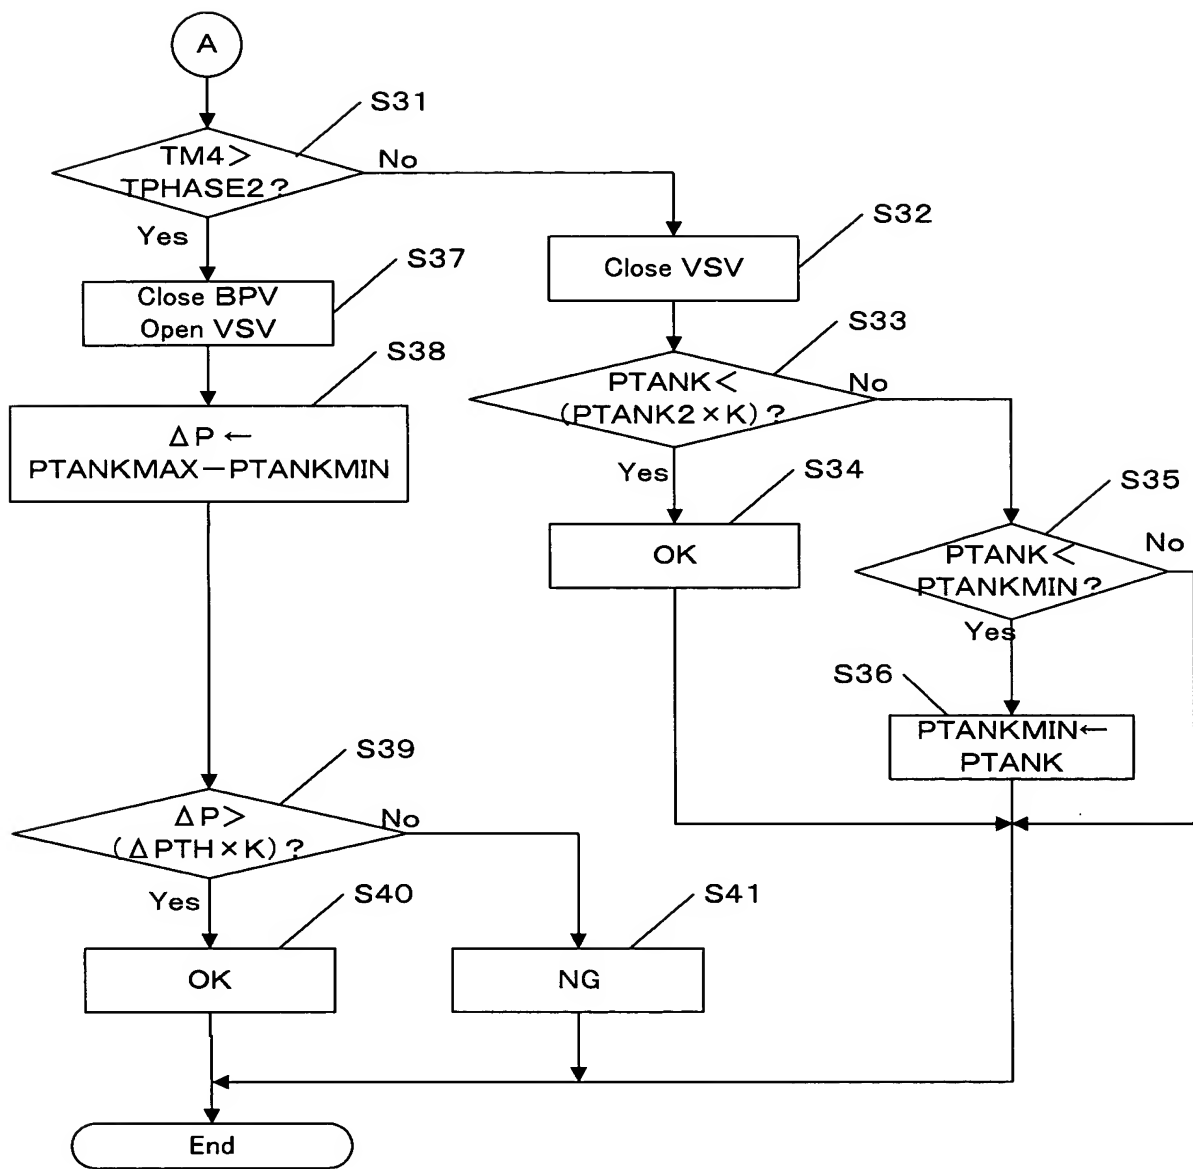 A
S31
TM4>
TPHASE2?
No
Yes
S32
Close VSV
S37
Close BPV
Open VSV
S33
PTANK<
(PTANK2×K)?
No
Yes
S38
ΔP←
PTANKMAX−PTANKMIN
S34
OK
S35
PTANK<
PTANKMIN?
No
Yes
S36
PTANKMIN←
PTANK
S39
ΔP>
(ΔPTH×K)?
No
Yes
S40
OK
S41
NG
End